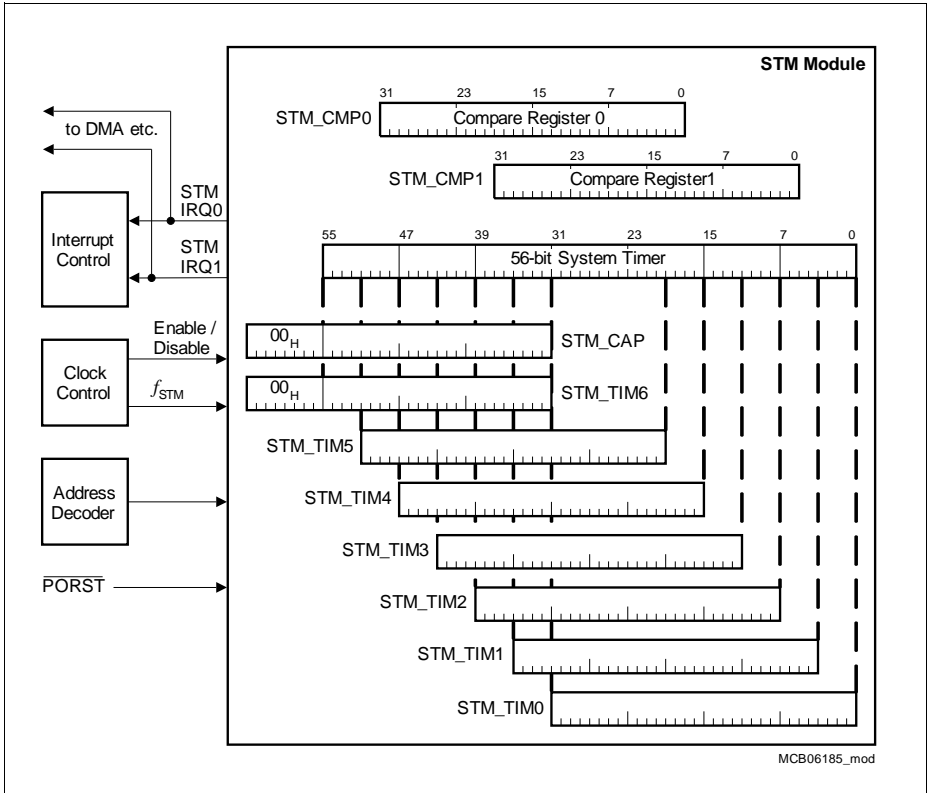 STM Module
31 23 15 7 0
STM_CMP0 Compare Register 0
31 23 15 7 0
STM_CMP1 Compare Register1
to DMA etc.
STM
IRQ0
Interrupt
Control
STM
IRQ1
55 47 39 31 23 15 7 0
56-bit System Timer
Enable /
Disable
Clock
Control
fSTM
00H STM_CAP
00H STM_TIM6
STM_TIM5
Address
Decoder
STM_TIM4
STM_TIM3
PORST
STM_TIM2
STM_TIM1
STM_TIM0
MCB06185_mod